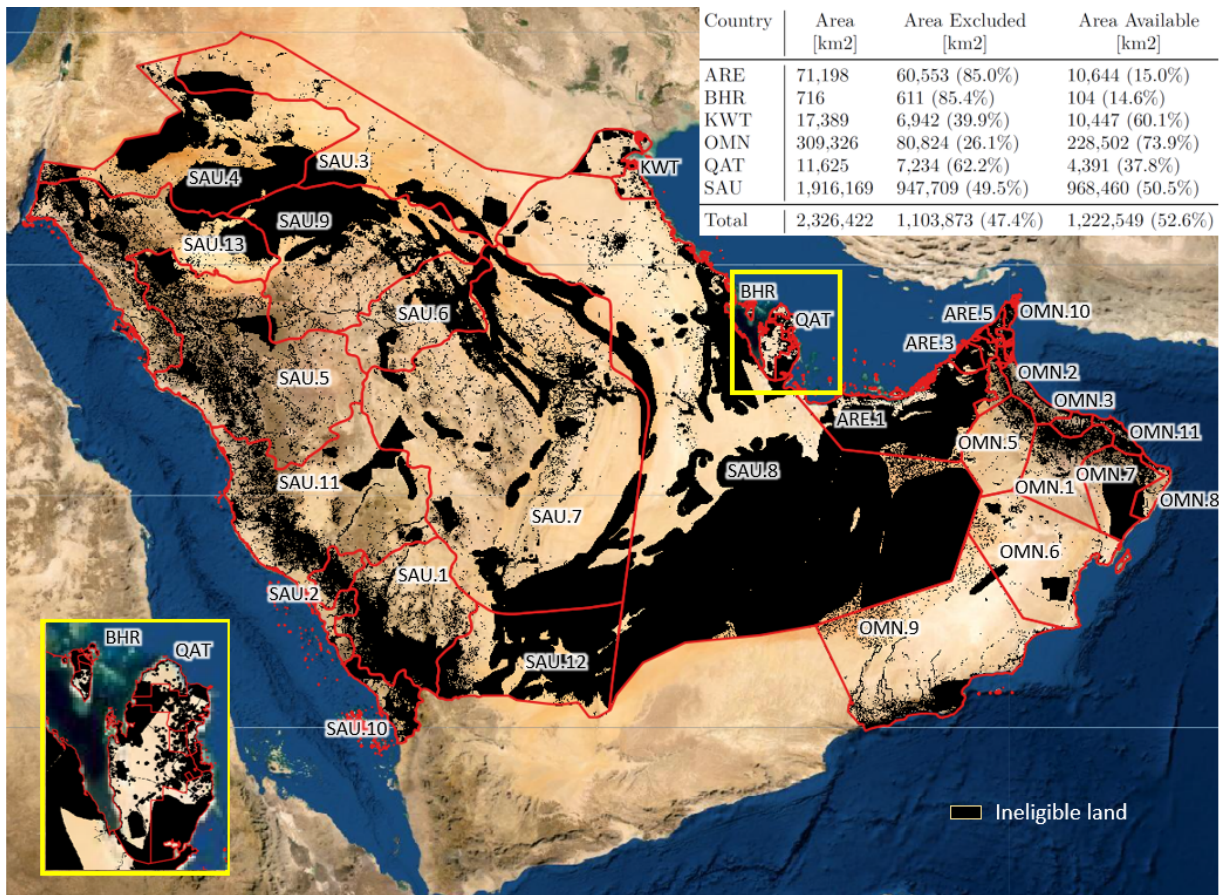 Country Area Area Excluded Area Available
[km2] [km2] [km2]
ARE 71,198 60,553 (85.0%) 10,644 (15.0%)
BHR 716 611 (85.4%) 104 (14.6%)
KWT 17,389 6,942 (39.9%) 10,447 (60.1%)
OMN 309,326 80,824 (26.1%) 228,502 (73.9%)
QAT 11,625 7,234 (62.2%) 4,391 (37.8%)
SAU 1,916,169 947,709 (49.5%) 968,460 (50.5%)
Total 2,326,422 1,103,873 (47.4%) 1,222,549 (52.6%)
SAU.3
KWT
SAU.4
SAU.9
SAU.13
BHR
QAT
SAU.6
ARE.5
OMN.10
ARE.3
SAU.5
OMN.2
OMN.3
ARE.1
OMN.11
OMN.5
SAU.8
OMN.7
SAU.11
OMN.1
OMN.8
SAU.7
OMN.6
SAU.1
SAU.2
OMN.9
BHR
QAT
SAU.12
SAU.10
Ineligible land